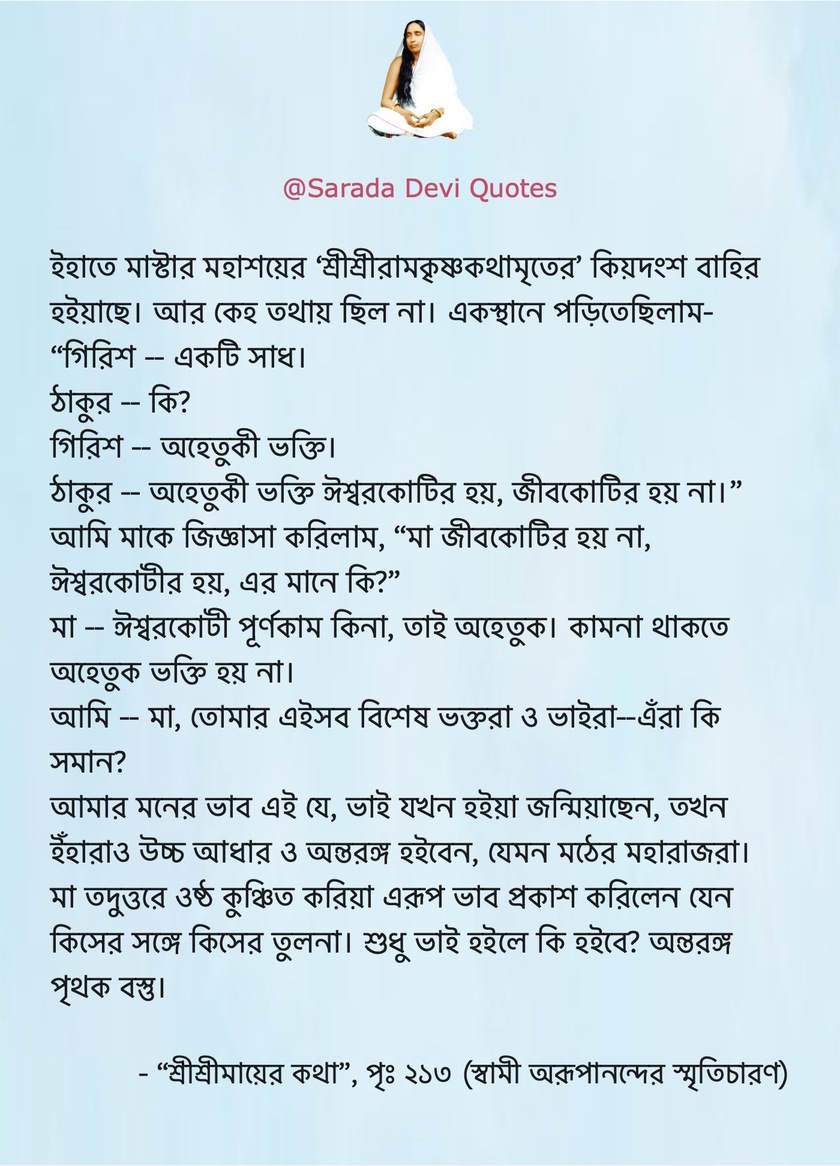 @Sarada Devi Quotes
ইহাতে মাস্টার মহাশয়ের ‘শ্রীশ্রীরামকৃষ্ণকথামৃতের’ কিয়দংশ বাহির
হইয়াছে। আর কেহ তথায় ছিল না। একস্থানে পড়িতেছিলাম-
“গিরিশ -- একটি সাধ।
ঠাকুর -- কি?
গিরিশ -- অহেতুকী ভক্তি।
ঠাকুর -- অহেতুকী ভক্তি ঈশ্বরকোটির হয়, জীবকোটির হয় না।”
আমি মাকে জিজ্ঞাসা করিলাম, “মা জীবকোটির হয় না,
ঈশ্বরকোটীর হয়, এর মানে কি?”
মা -- ঈশ্বরকোটী পূর্ণকাম কিনা, তাই অহেতুক। কামনা থাকতে
অহেতুক ভক্তি হয় না।
আমি -- মা, তোমার এইসব বিশেষ ভক্তরা ও ভাইরা--এঁরা কি
সমান?
আমার মনের ভাব এই যে, ভাই যখন হইয়া জন্মিয়াছেন, তখন
ইঁহারাও উচ্চ আধার ও অন্তরঙ্গ হইবেন, যেমন মঠের মহারাজরা।
মা তদুত্তরে ওষ্ঠ কুঞ্চিত করিয়া এরূপ ভাব প্রকাশ করিলেন যেন
কিসের সঙ্গে কিসের তুলনা। শুধু ভাই হইলে কি হইবে? অন্তরঙ্গ
পৃথক বস্তু।
- “শ্রীশ্রীমায়ের কথা”, পৃঃ ২১৩ (স্বামী অরূপানন্দের স্মৃতিচারণ)